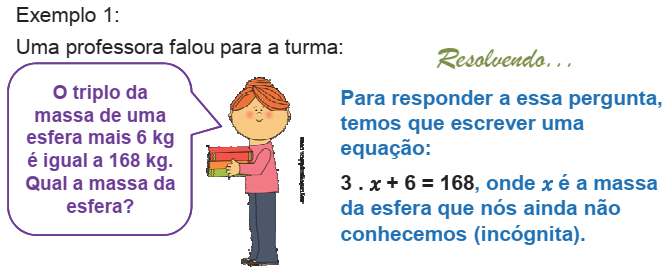 Exemplo 1:
Uma professora falou para a turma:
O triplo da
massa de uma
esfera mais 6 kg
é igual a 168 kg.
Qual a massa da
esfera?
Resolvendo...
Para responder a essa pergunta,
temos que escrever uma
equação:
3 . x + 6 = 168, onde x é a massa
da esfera que nós ainda não
conhecemos (incógnita).